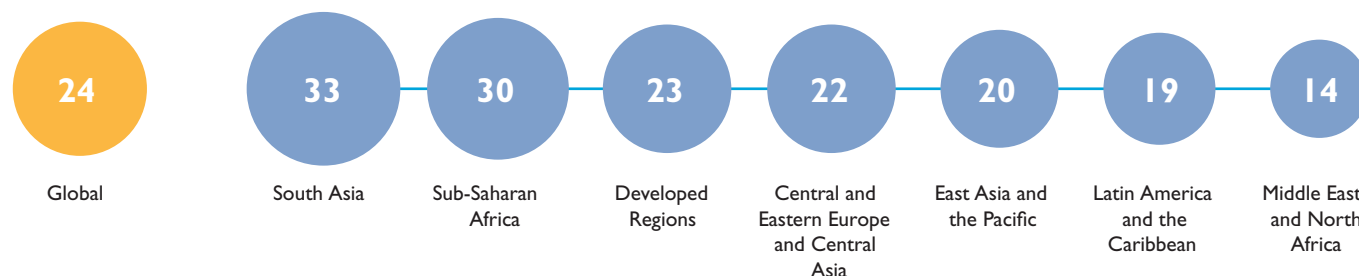 24
33
30
23
22
20
19
14
Global
South Asia
Sub-Saharan
Africa
Developed
Regions
Central and
Eastern Europe
and Central
Asia
East Asia and
the Pacific
Latin America
and the
Caribbean
Middle East
and North
Africa